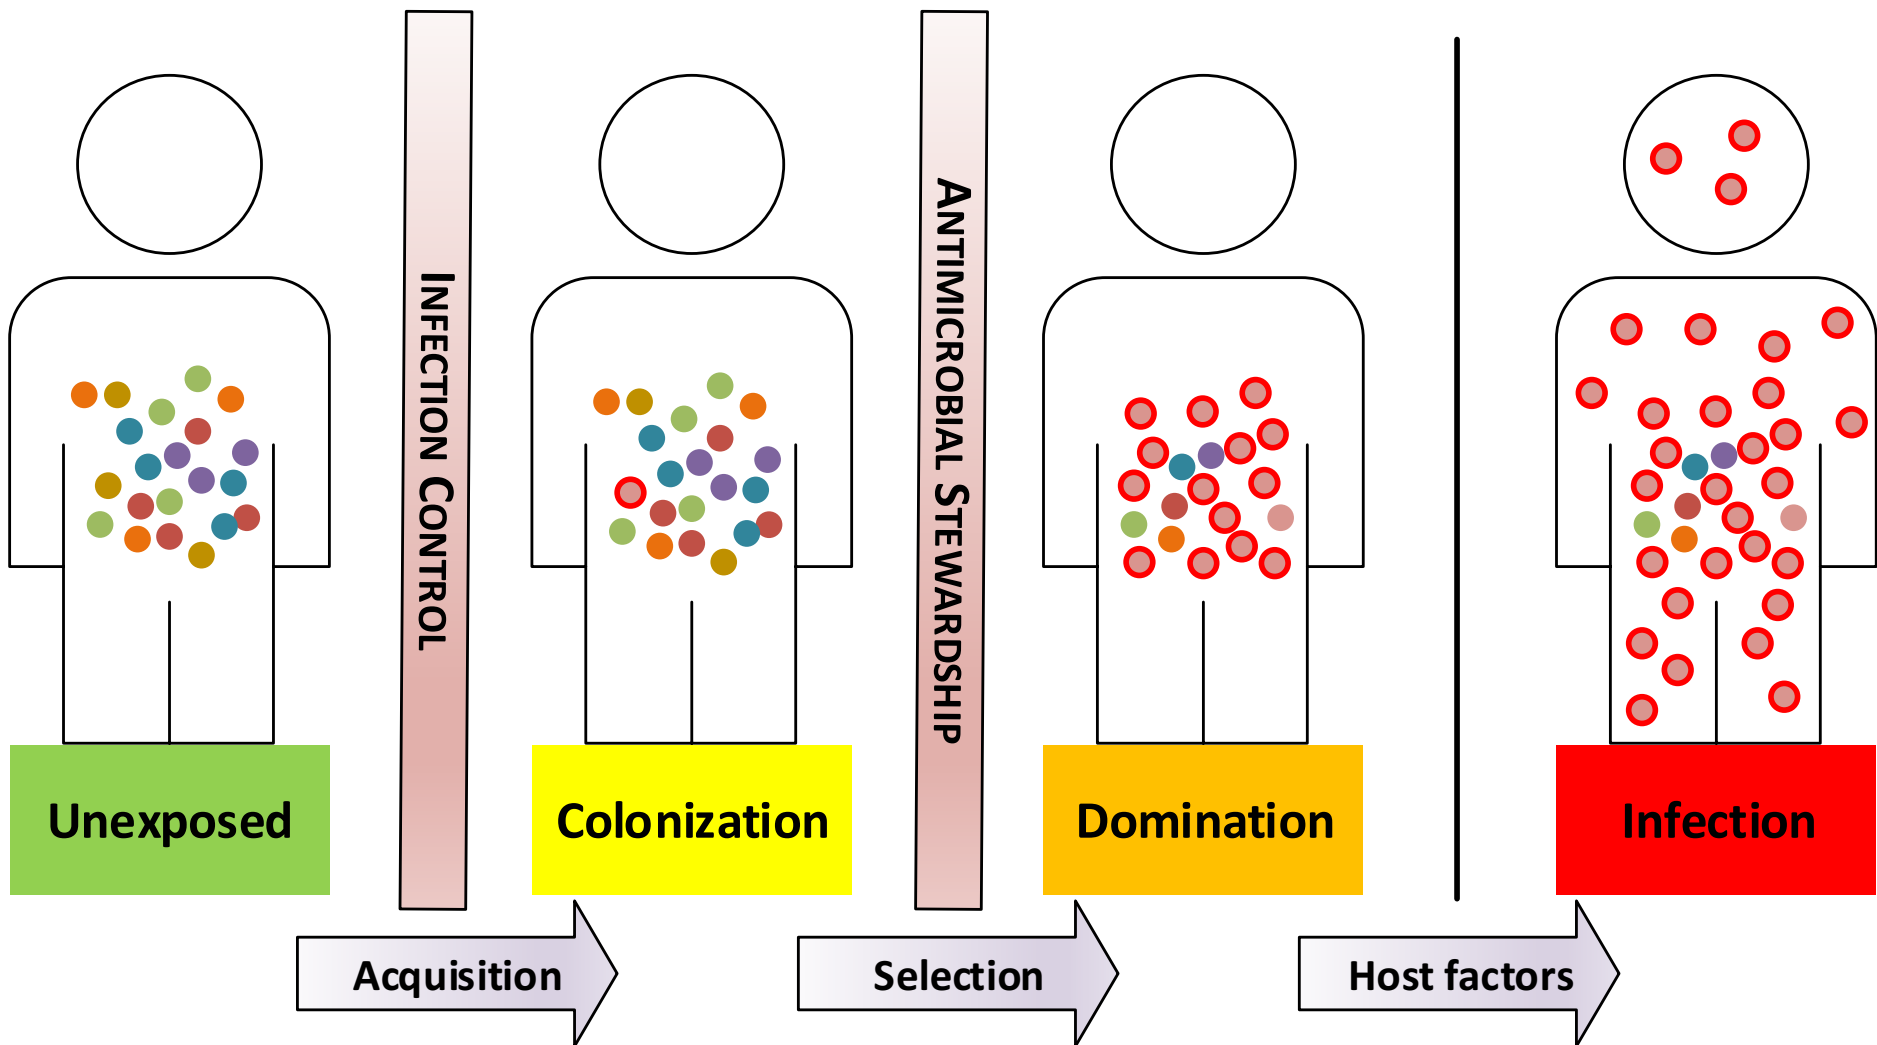 INFECTION CONTROL
ANTIMICROBIAL STEWARDSHIP
Unexposed
Colonization
Domination
Infection
Acquisition
Selection
Host factors